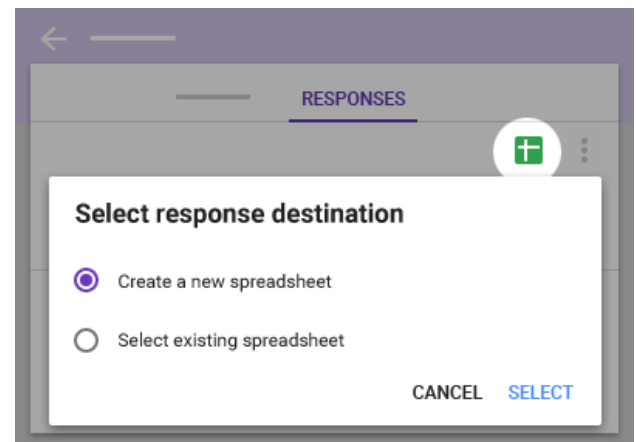 RESPONSES
Select response destination
Create a new spreadsheet
Select existing spreadsheet
CANCEL SELECT